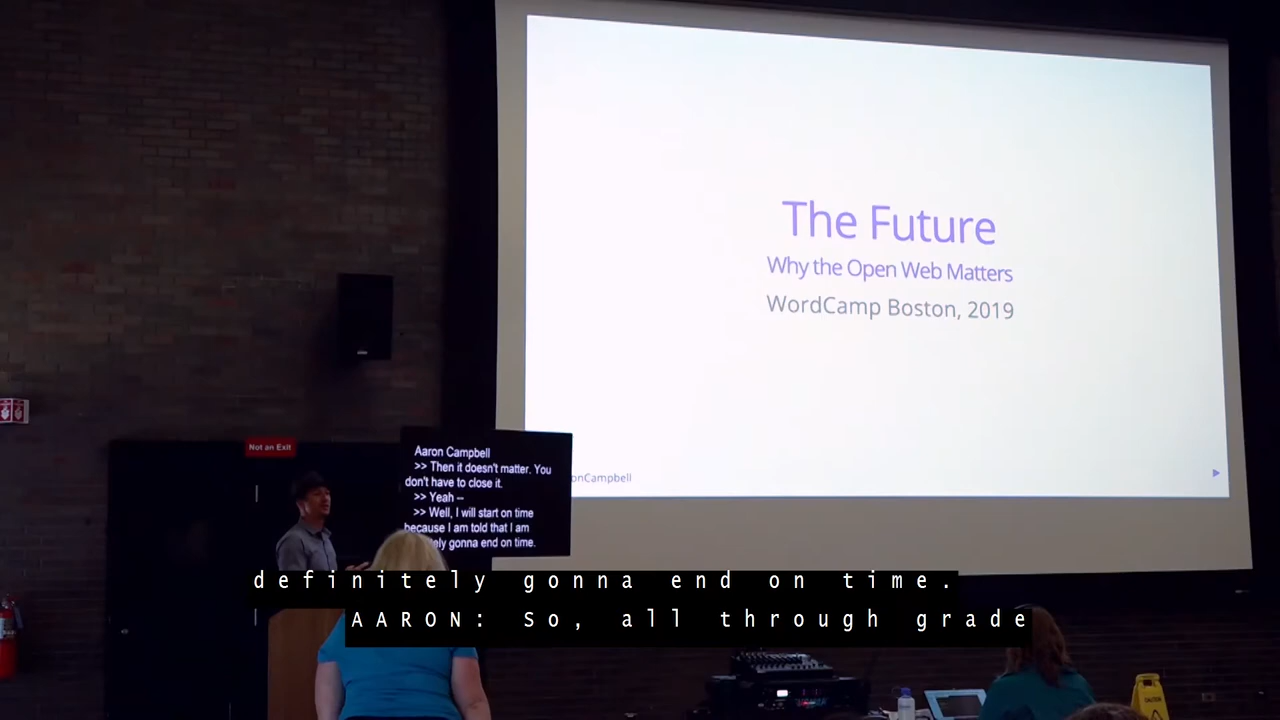 The Future
Why the Open Web Matters
WordCamp Boston, 2019
Not an Exit
Aaron Campbell
>> Then it doesn't matter. You
don't have to close it.
>> Yeah --
>> Well, I will start on time
because I am told that I am
gonna end on time.
onCampbell
definitely gonna end on time.
AARON: So, all through grade
CAUTION